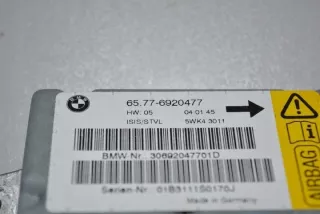 BMW
65.77-6920477
HW: 05 04.01.45
ISIS/STVL 5WK4 3011
BMW-Nr.: 30692047701D
Serien-Nr.: 01B3111S0170J
Made in Germany
AIRBAG